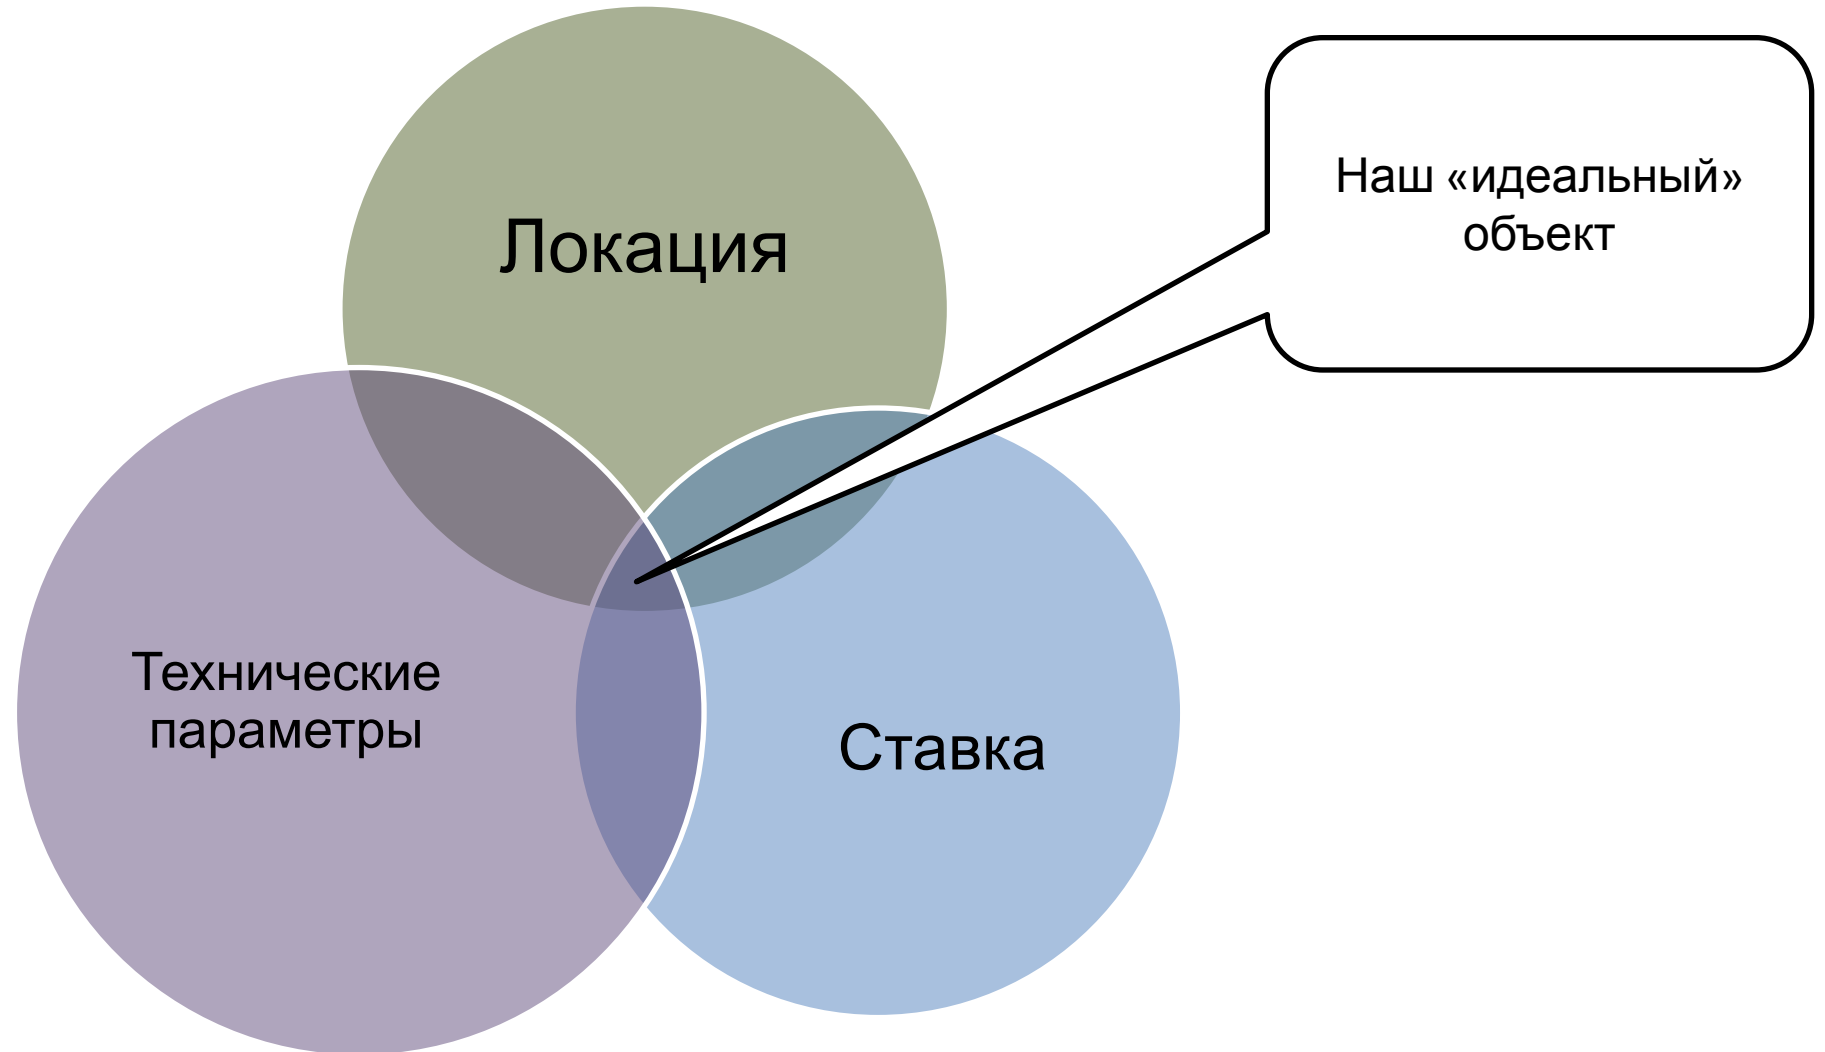 Локация
Наш «идеальный»
объект
Технические
параметры
Ставка